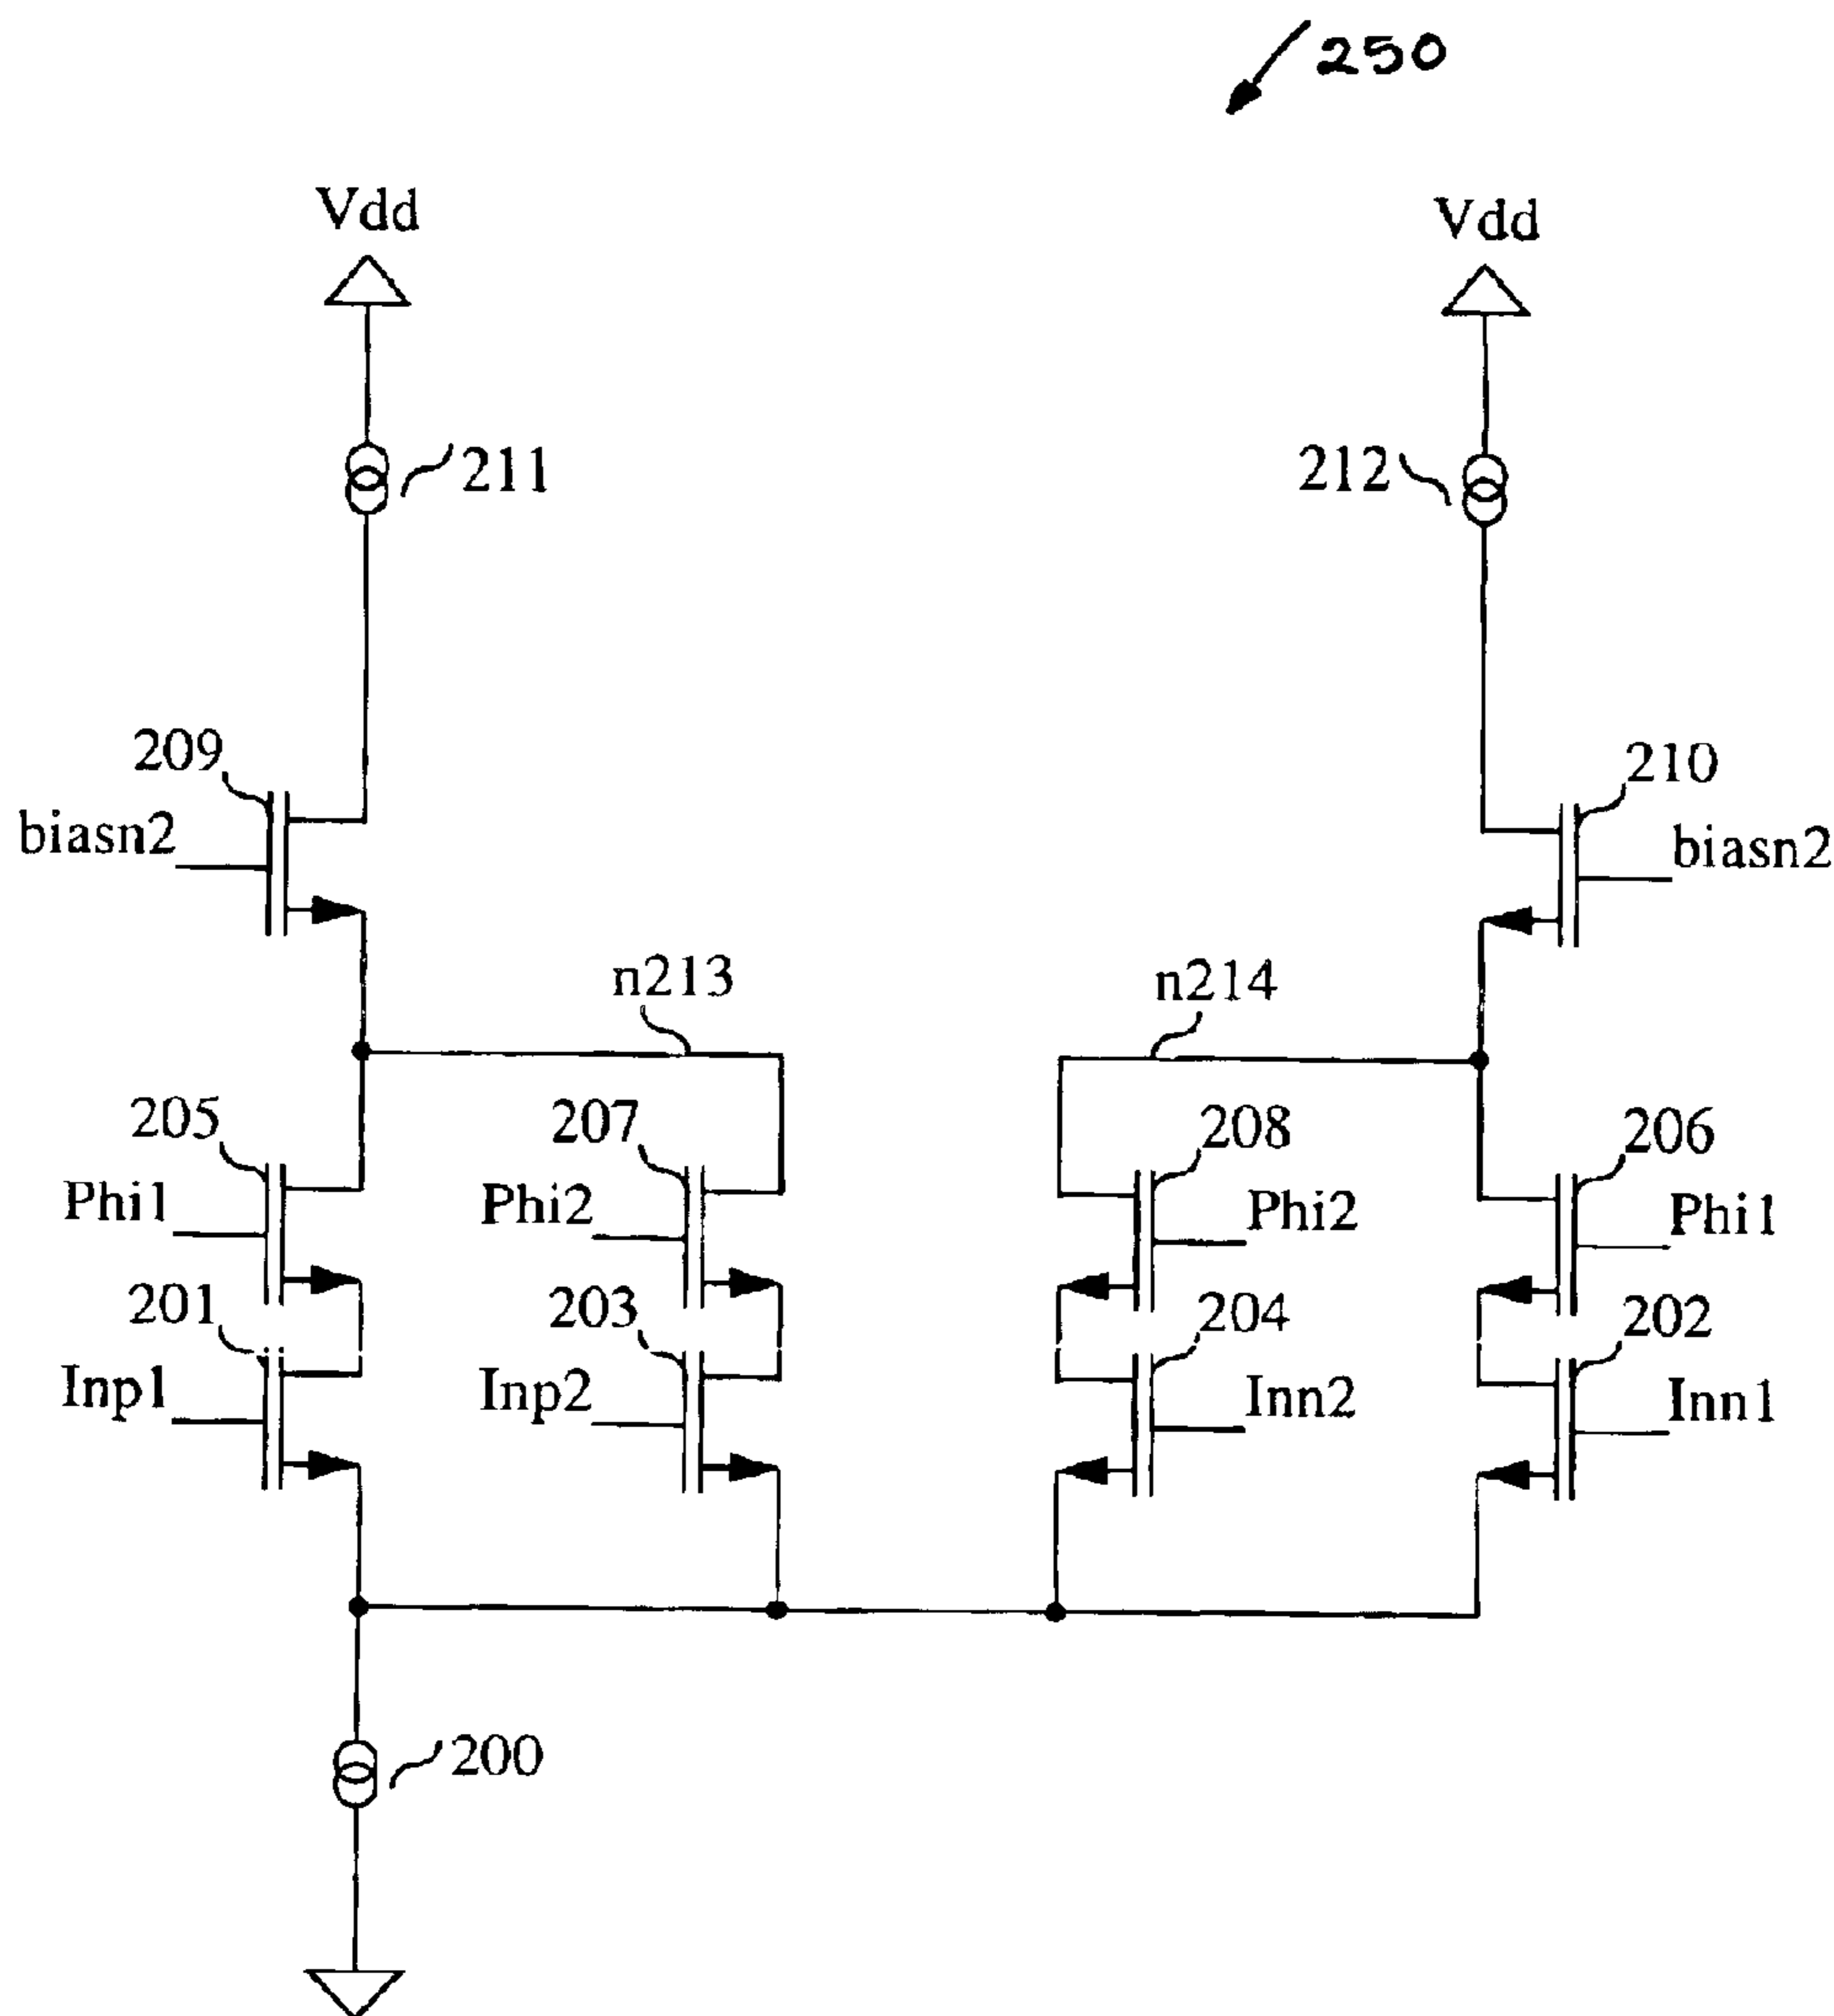 250
Vdd
Vdd
211
212
209
210
biasn2
biasn2
n213
n214
205
207
208
206
Phi1
Phi2
Phi2
Phi1
201
203
204
202
Inp1
Inp2
Inn2
Inn1
200